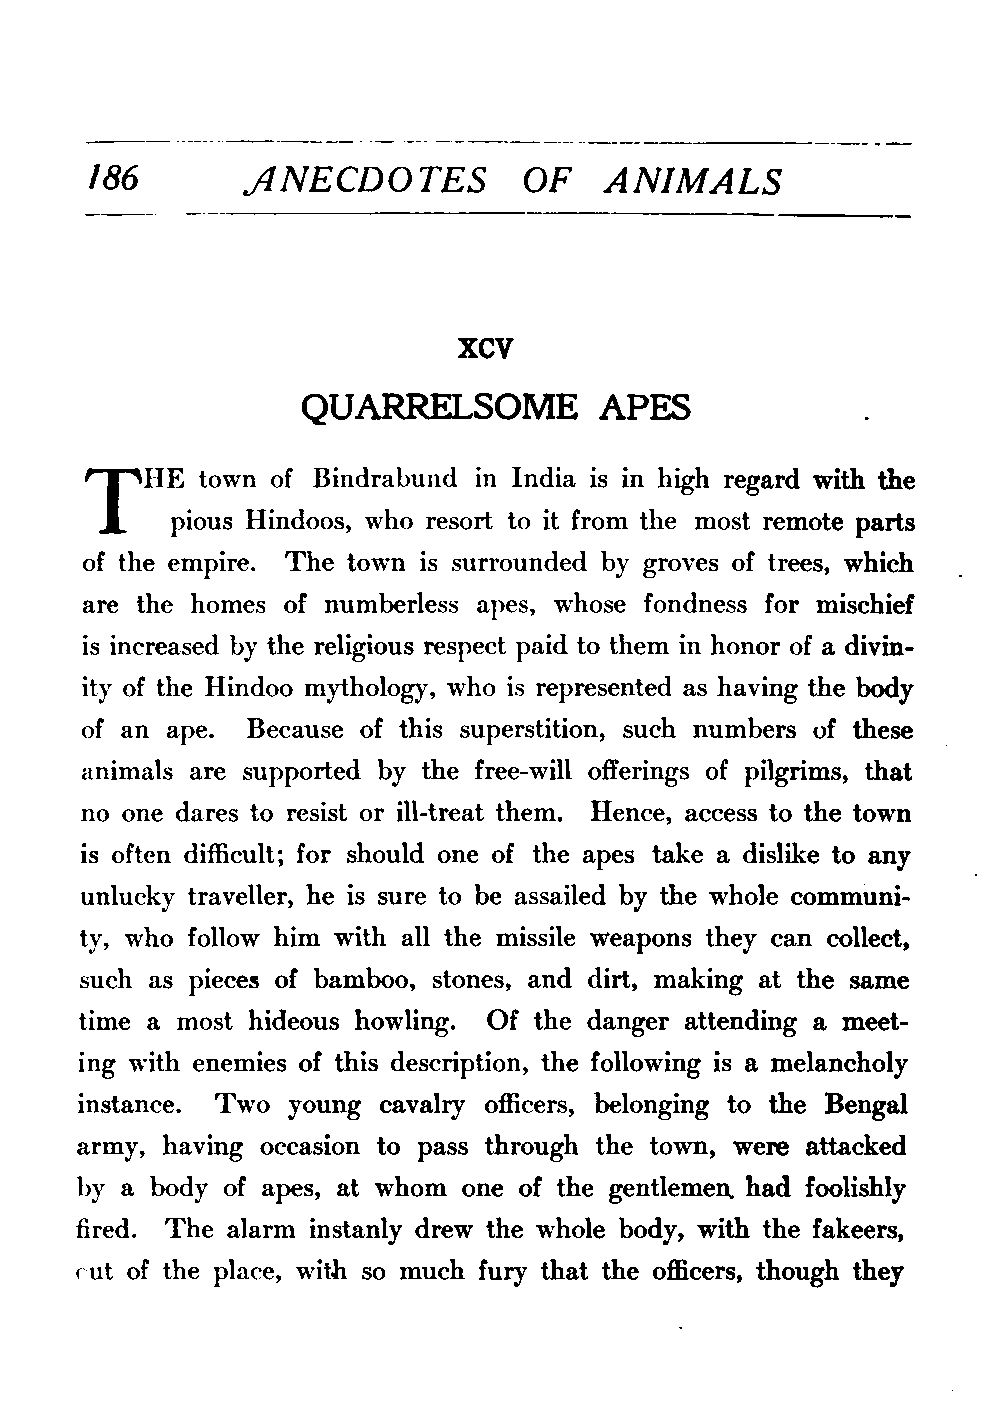 186 ANECDOTES OF ANIMALS
XCV
QUARRELSOME APES
THE town of Bindrabund in India is in high regard with the
pious Hindoos, who resort to it from the most remote parts
of the empire. The town is surrounded by groves of trees, which
are the homes of numberless apes, whose fondness for mischief
is increased by the religious respect paid to them in honor of a divin-
ity of the Hindoo mythology, who is represented as having the body
of an ape. Because of this superstition, such numbers of these
animals are supported by the free-will offerings of pilgrims, that
no one dares to resist or ill-treat them. Hence, access to the town
is often difficult; for should one of the apes take a dislike to any
unlucky traveller, he is sure to be assailed by the whole communi-
ty, who follow him with all the missile weapons they can collect,
such as pieces of bamboo, stones, and dirt, making at the same
time a most hideous howling. Of the danger attending a meet-
ing with enemies of this description, the following is a melancholy
instance. Two young cavalry officers, belonging to the Bengal
army, having occasion to pass through the town, were attacked
by a body of apes, at whom one of the gentlemen had foolishly
fired. The alarm instanly drew the whole body, with the fakeers,
out of the place, with so much fury that the officers, though they